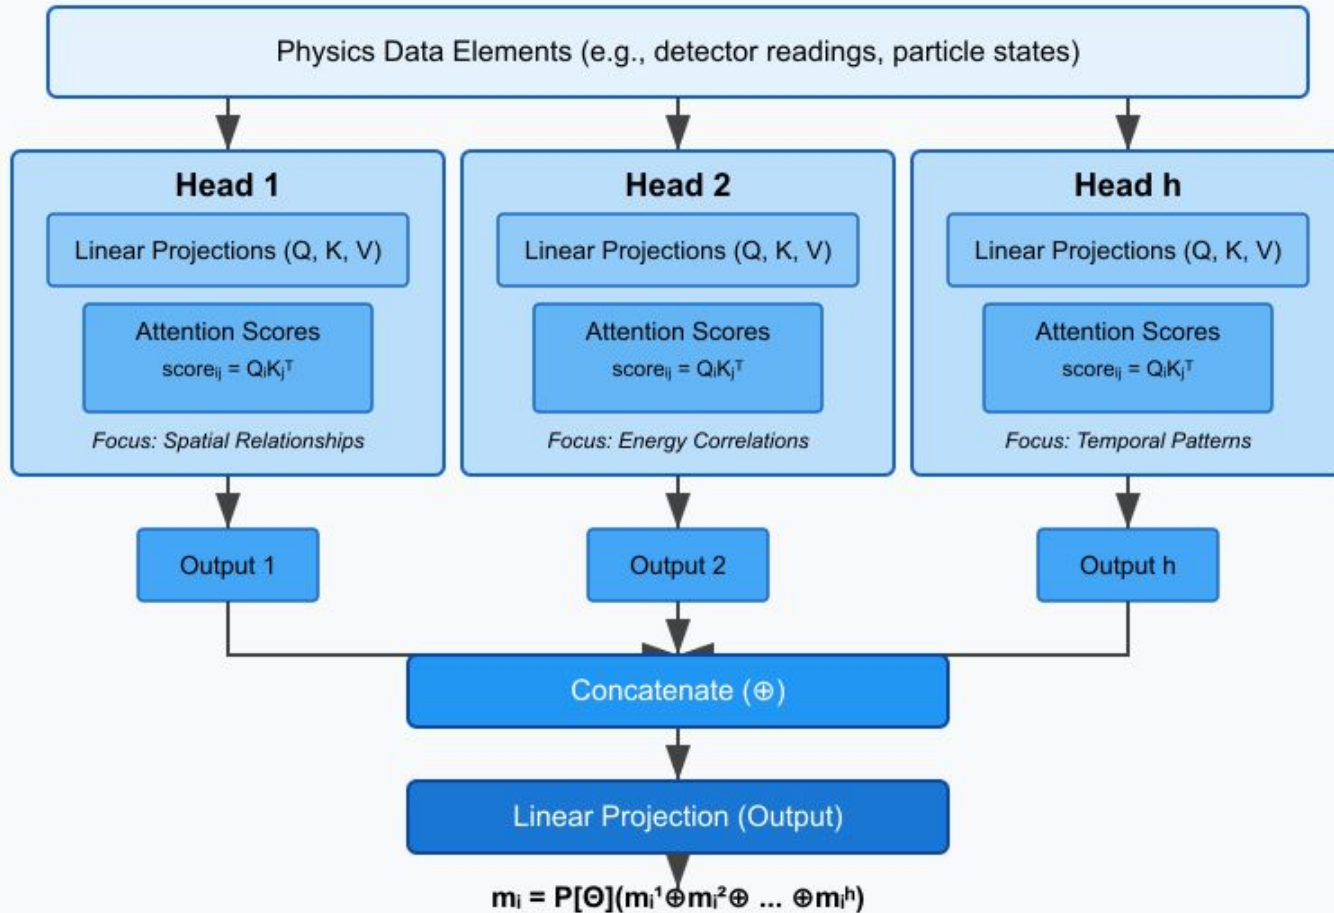 Physics Data Elements (e.g., detector readings, particle states)
Head 1
Linear Projections (Q, K, V)
Attention Scores
scoreᵢⱼ = QᵢKⱼᵀ
Focus: Spatial Relationships
Head 2
Linear Projections (Q, K, V)
Attention Scores
scoreᵢⱼ = QᵢKⱼᵀ
Focus: Energy Correlations
Head h
Linear Projections (Q, K, V)
Attention Scores
scoreᵢⱼ = QᵢKⱼᵀ
Focus: Temporal Patterns
Output 1
Output 2
Output h
Concatenate (⊕)
Linear Projection (Output)
mᵢ = P[Θ](mᵢ¹⊕mᵢ²⊕ ... ⊕mᵢʰ)